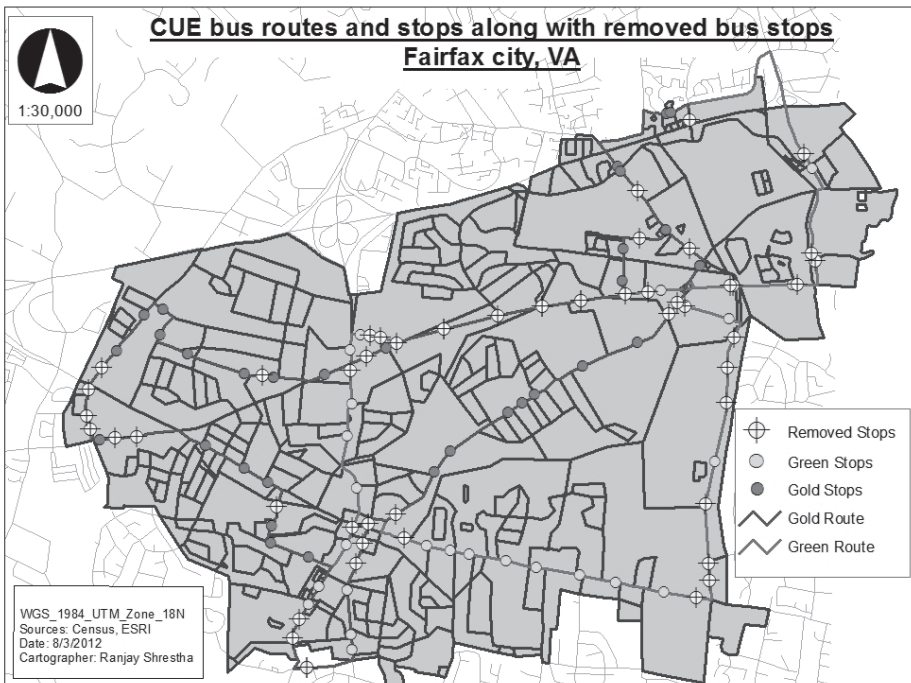 CUE bus routes and stops along with removed bus stops
Fairfax city, VA
1:30,000
Removed Stops
Green Stops
Gold Stops
Gold Route
Green Route
WGS_1984_UTM_Zone_18N
Sources: Census, ESRI
Date: 8/3/2012
Cartographer: Ranjay Shrestha